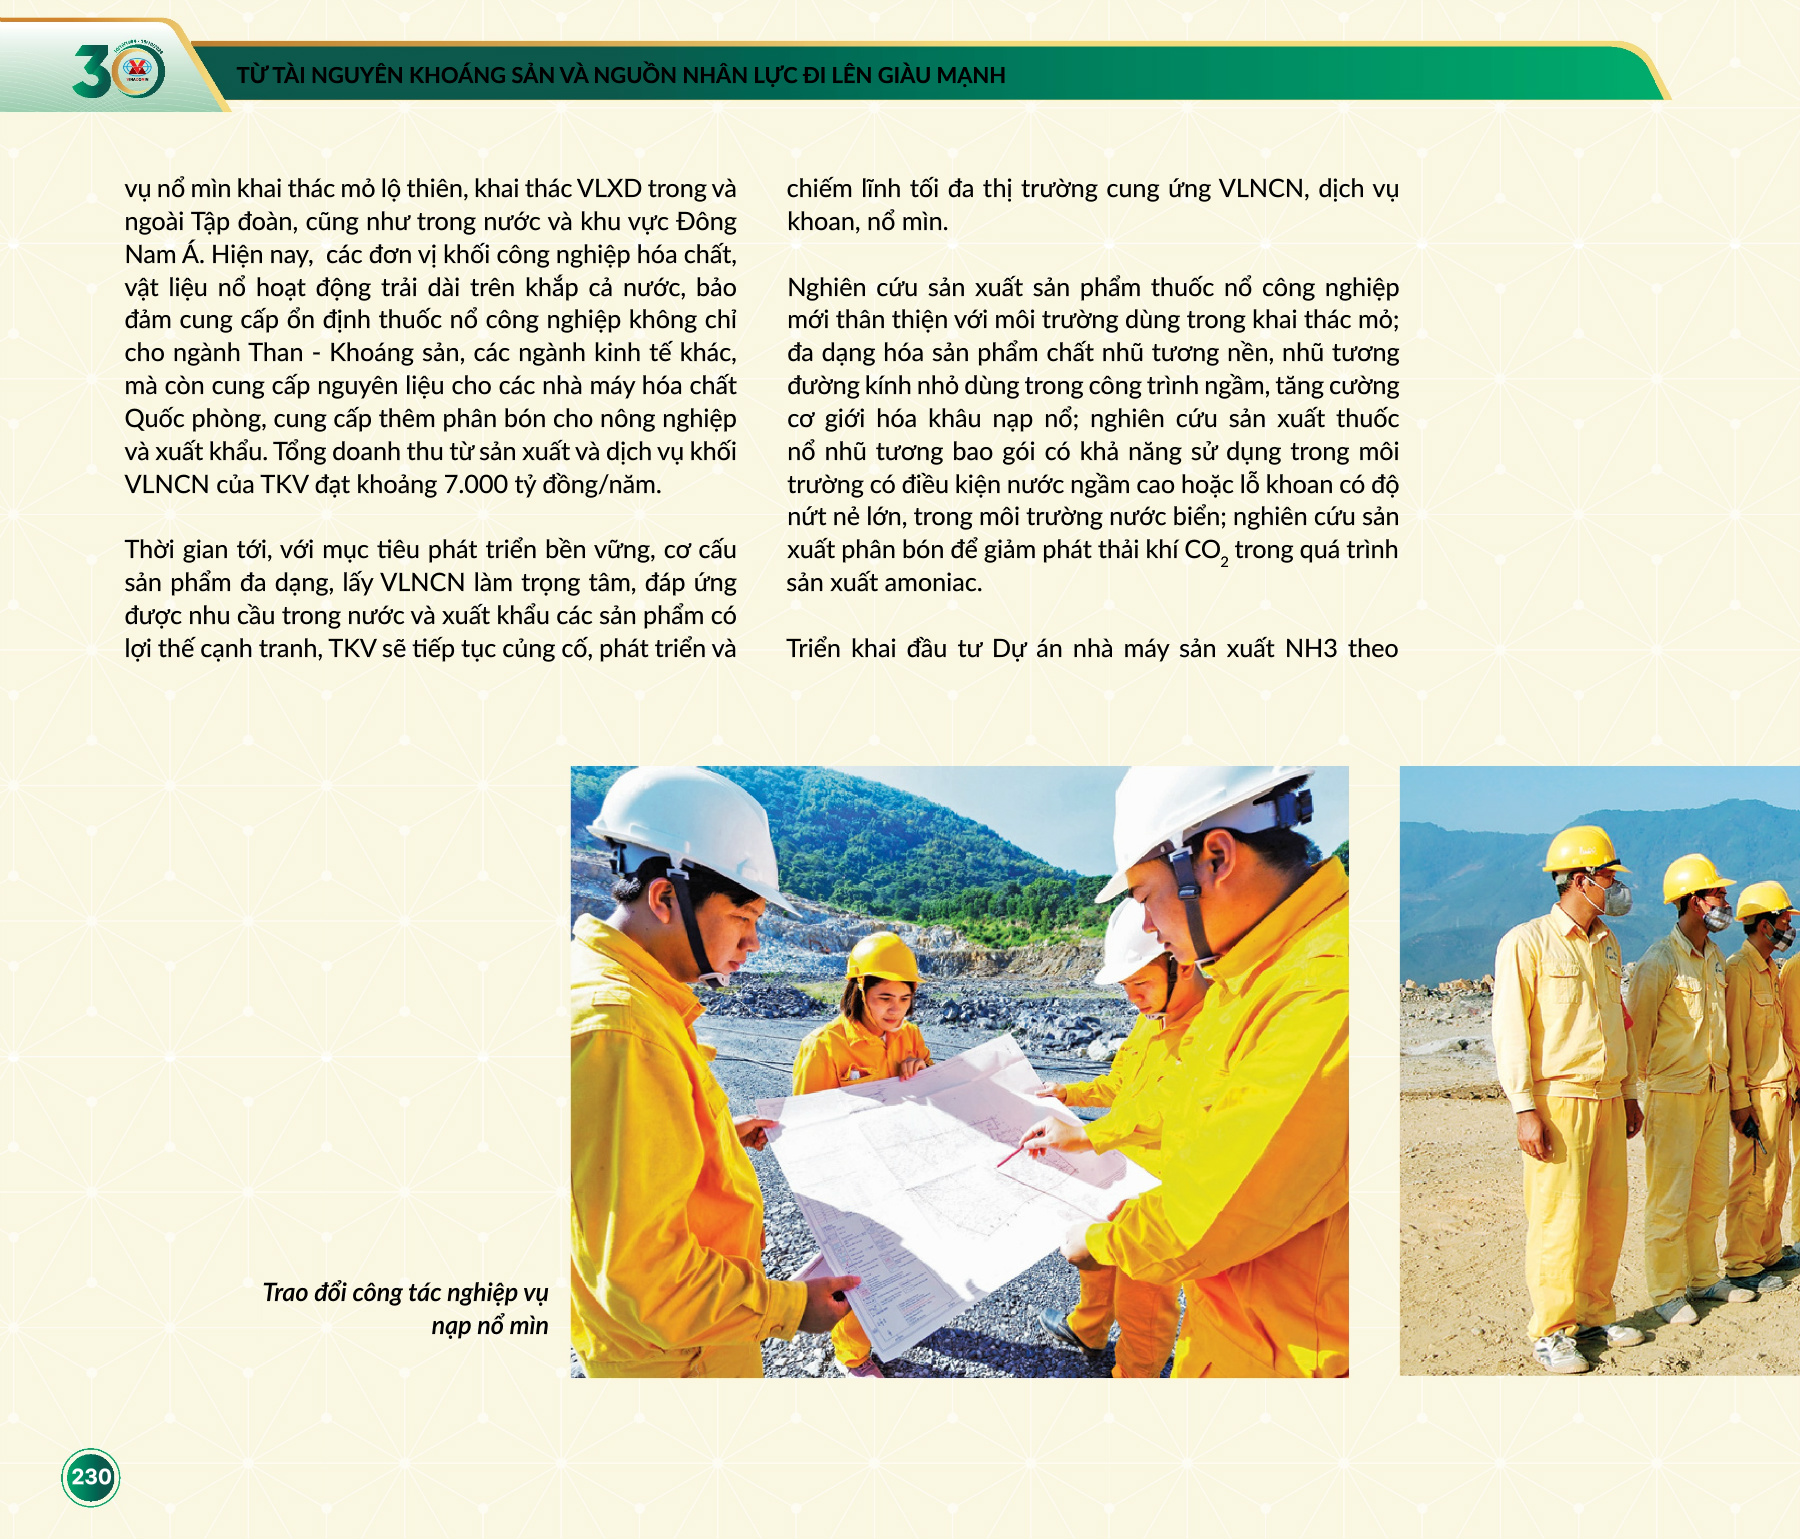 30
VINACOMIN
TỪ TÀI NGUYÊN KHOÁNG SẢN VÀ NGUỒN NHÂN LỰC ĐI LÊN GIÀU MẠNH
vụ nổ mìn khai thác mỏ lộ thiên, khai thác VLXD trong và
ngoài Tập đoàn, cũng như trong nước và khu vực Đông
Nam Á. Hiện nay,  các đơn vị khối công nghiệp hóa chất,
vật liệu nổ hoạt động trải dài trên khắp cả nước, bảo
đảm cung cấp ổn định thuốc nổ công nghiệp không chỉ
cho ngành Than - Khoáng sản, các ngành kinh tế khác,
mà còn cung cấp nguyên liệu cho các nhà máy hóa chất
Quốc phòng, cung cấp thêm phân bón cho nông nghiệp
và xuất khẩu. Tổng doanh thu từ sản xuất và dịch vụ khối
VLNCN của TKV đạt khoảng 7.000 tỷ đồng/năm.
Thời gian tới, với mục tiêu phát triển bền vững, cơ cấu
sản phẩm đa dạng, lấy VLNCN làm trọng tâm, đáp ứng
được nhu cầu trong nước và xuất khẩu các sản phẩm có
lợi thế cạnh tranh, TKV sẽ tiếp tục củng cố, phát triển và
chiếm lĩnh tối đa thị trường cung ứng VLNCN, dịch vụ
khoan, nổ mìn.
Nghiên cứu sản xuất sản phẩm thuốc nổ công nghiệp
mới thân thiện với môi trường dùng trong khai thác mỏ;
đa dạng hóa sản phẩm chất nhũ tương nền, nhũ tương
đường kính nhỏ dùng trong công trình ngầm, tăng cường
cơ giới hóa khâu nạp nổ; nghiên cứu sản xuất thuốc
nổ nhũ tương bao gói có khả năng sử dụng trong môi
trường có điều kiện nước ngầm cao hoặc lỗ khoan có độ
nứt nẻ lớn, trong môi trường nước biển; nghiên cứu sản
xuất phân bón để giảm phát thải khí CO₂ trong quá trình
sản xuất amoniac.
Triển khai đầu tư Dự án nhà máy sản xuất NH3 theo
Trao đổi công tác nghiệp vụ
nạp nổ mìn
230